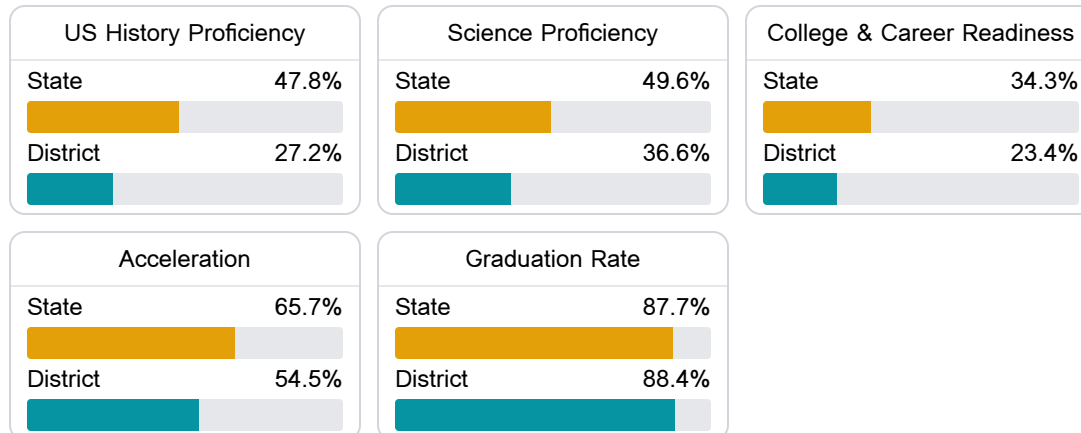 US History Proficiency
State 47.8%
District 27.2%
Science Proficiency
State 49.6%
District 36.6%
College & Career Readiness
State 34.3%
District 23.4%
Acceleration
State 65.7%
District 54.5%
Graduation Rate
State 87.7%
District 88.4%